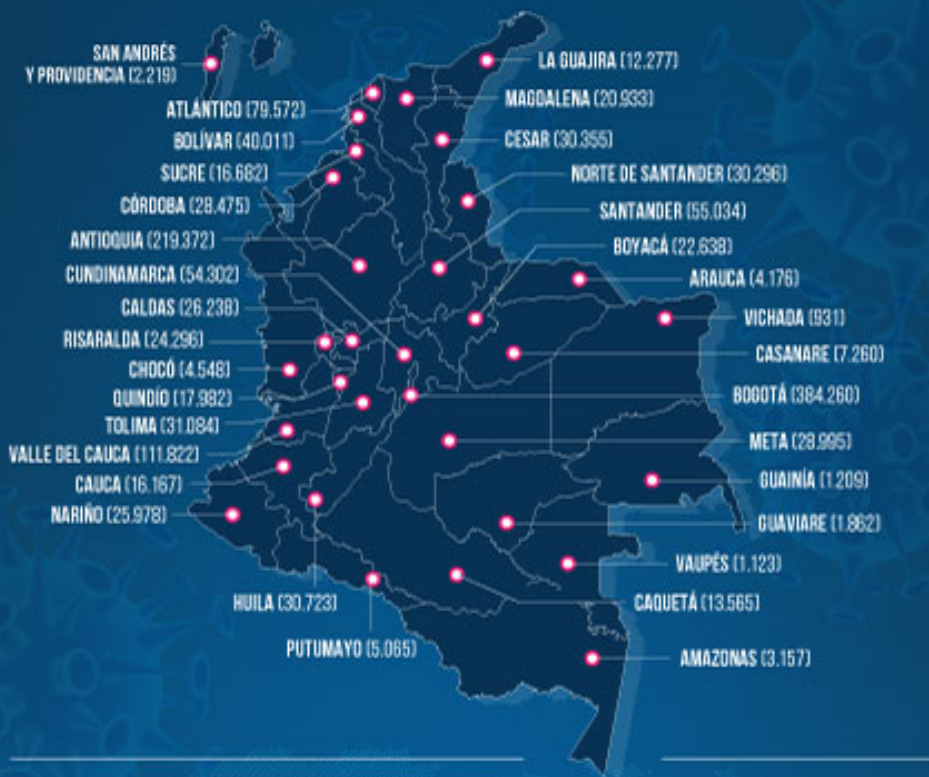 SAN ANDRÉS
Y PROVIDENCIA (2.219)
ATLÁNTICO (79.572)
BOLÍVAR (40.011)
SUCRE (16.682)
CÓRDOBA (28.475)
ANTIOQUIA (219.372)
CUNDINAMARCA (54.302)
CALDAS (26.238)
RISARALDA (24.296)
CHOCÓ (4.548)
QUINDÍO (17.982)
TOLIMA (31.084)
VALLE DEL CAUCA (111.822)
CAUCA (16.167)
NARIÑO (25.978)
HUILA (30.723)
PUTUMAYO (5.065)
LA GUAJIRA (12.277)
MAGDALENA (20.933)
CESAR (30.355)
NORTE DE SANTANDER (30.296)
SANTANDER (55.034)
BOYACÁ (22.638)
ARAUCA (4.176)
VICHADA (931)
CASANARE (7.260)
BOGOTÁ (384.260)
META (28.995)
GUAINÍA (1.209)
GUAVIARE (1.862)
VAUPÉS (1.123)
CAQUETÁ (13.565)
AMAZONAS (3.157)